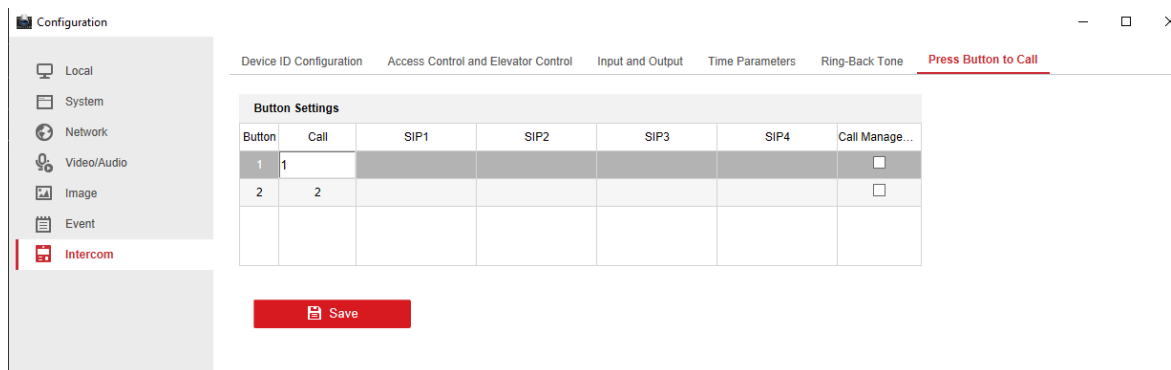 Configuration
Local
System
Network
Video/Audio
Image
Event
Intercom
Device ID Configuration Access Control and Elevator Control Input and Output Time Parameters Ring-Back Tone Press Button to Call
Button Settings
Button Call SIP1 SIP2 SIP3 SIP4 Call Manage...
1 1
2 2
Save